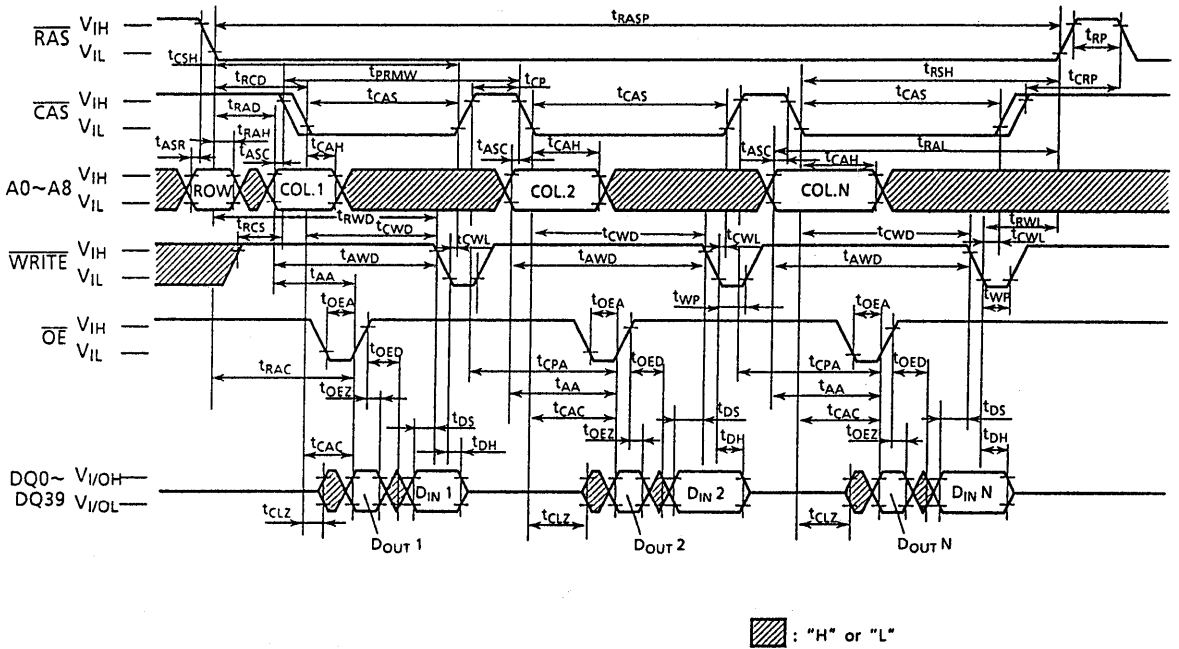 tRASP
RAS VIH
VIL
tRP
tCSH
tRCD tPRMW tCP tRSH tCRP
CAS VIH
VIL
tCAS tCAS tCAS
tRAD
tASR tRAH tASC tCAH tASC tCAH tASC tRAL tCAH
A0~A8 VIH
VIL
ROW COL.1 COL.2 COL.N
tRCS tRWD tCWD tCWL tCWD tCWL tCWD tRWL tCWL
WRITE VIH
VIL
tAWD tAWD tAWD
tAA tWP tWP
tOEA tOEA tOEA
OE VIH
VIL
tRAC tOED tCPA tOED tCPA tOED
tOEZ tAA tAA
tDS tCAC tDS tCAC tDS
tCAC tDH tOEZ tDH tOEZ tDH
DQ0~ VI/OH
DQ39 VI/OL
DIN 1 DIN 2 DIN N
tCLZ tCLZ tCLZ
DOUT 1 DOUT 2 DOUT N
: "H" or "L"